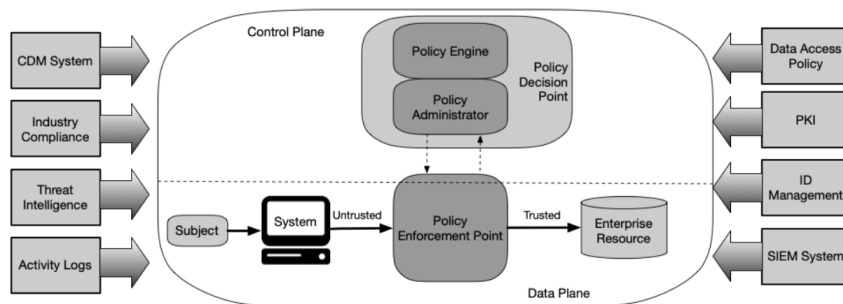 Control Plane
CDM System
Industry
Compliance
Threat
Intelligence
Activity Logs
Policy Engine
Policy
Administrator
Policy
Decision
Point
Subject
System
Untrusted
Policy
Enforcement Point
Trusted
Enterprise
Resource
Data Plane
Data Access
Policy
PKI
ID
Management
SIEM System